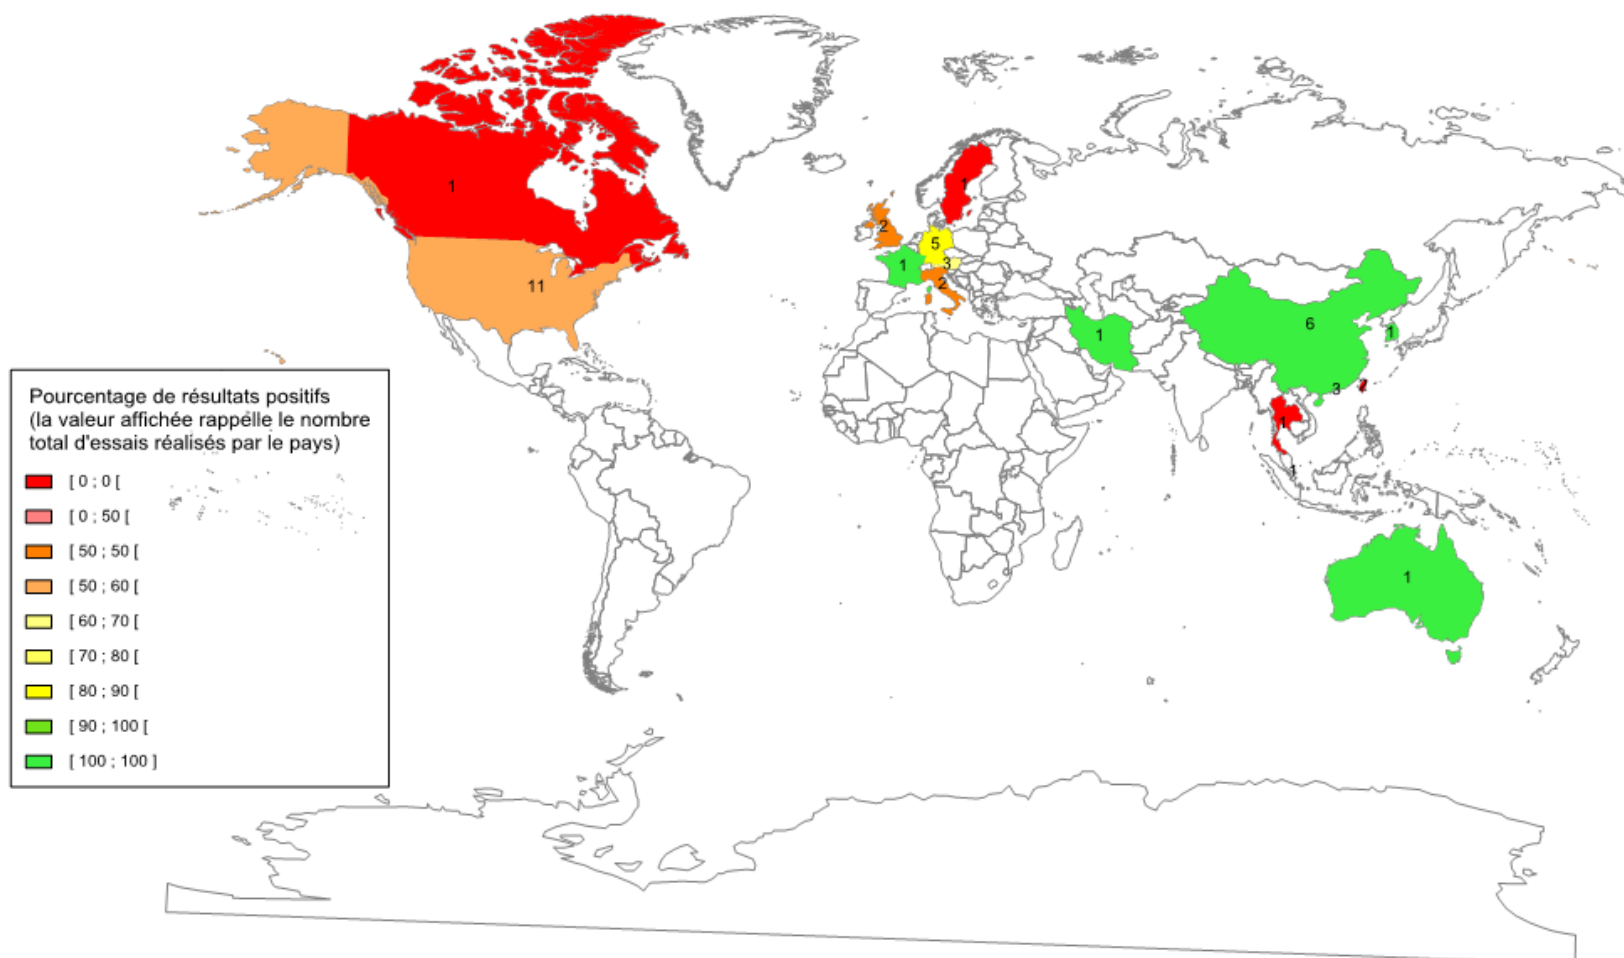 1
1
2
5
1
3
2
11
1
6
1
3
1
1
1
Pourcentage de résultats positifs
(la valeur affichée rappelle le nombre
total d'essais réalisés par le pays)
[ 0 ; 0 [
[ 0 ; 50 [
[ 50 ; 50 [
[ 50 ; 60 [
[ 60 ; 70 [
[ 70 ; 80 [
[ 80 ; 90 [
[ 90 ; 100 [
[ 100 ; 100 ]